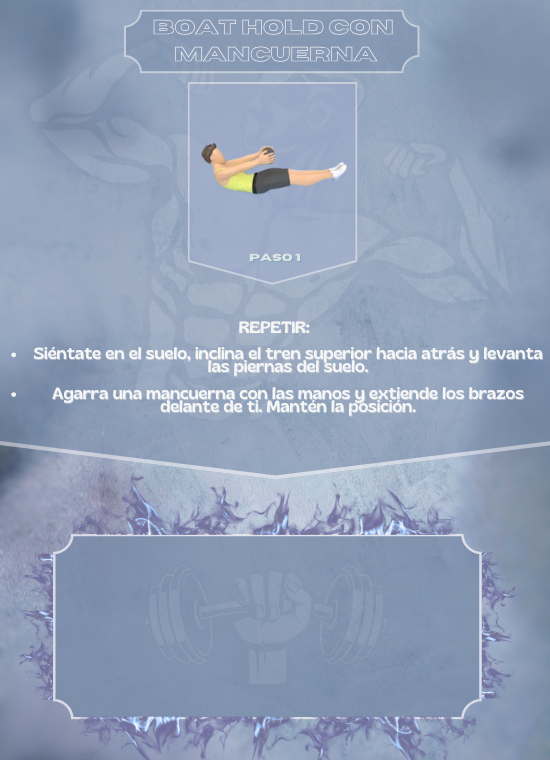 BOAT HOLD CON
MANCUERNA
PASO 1
REPETIR:
• Siéntate en el suelo, inclina el tren superior hacia atrás y levanta
las piernas del suelo.
• Agarra una mancuerna con las manos y extiende los brazos
delante de ti. Mantén la posición.